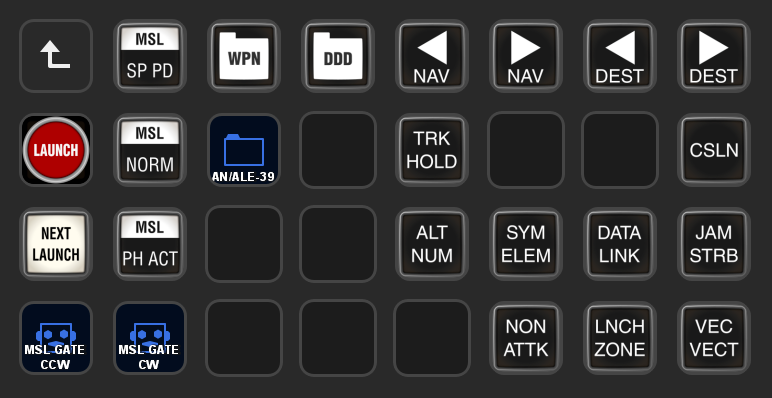 MSL
SP PD
WPN
DDD
NAV
NAV
DEST
DEST
LAUNCH
MSL
NORM
AN/ALE-39
TRK
HOLD
CSLN
NEXT
LAUNCH
MSL
PH ACT
ALT
NUM
SYM
ELEM
DATA
LINK
JAM
STRB
MSL GATE
CCW
MSL GATE
CW
NON
ATTK
LNCH
ZONE
VEC
VECT